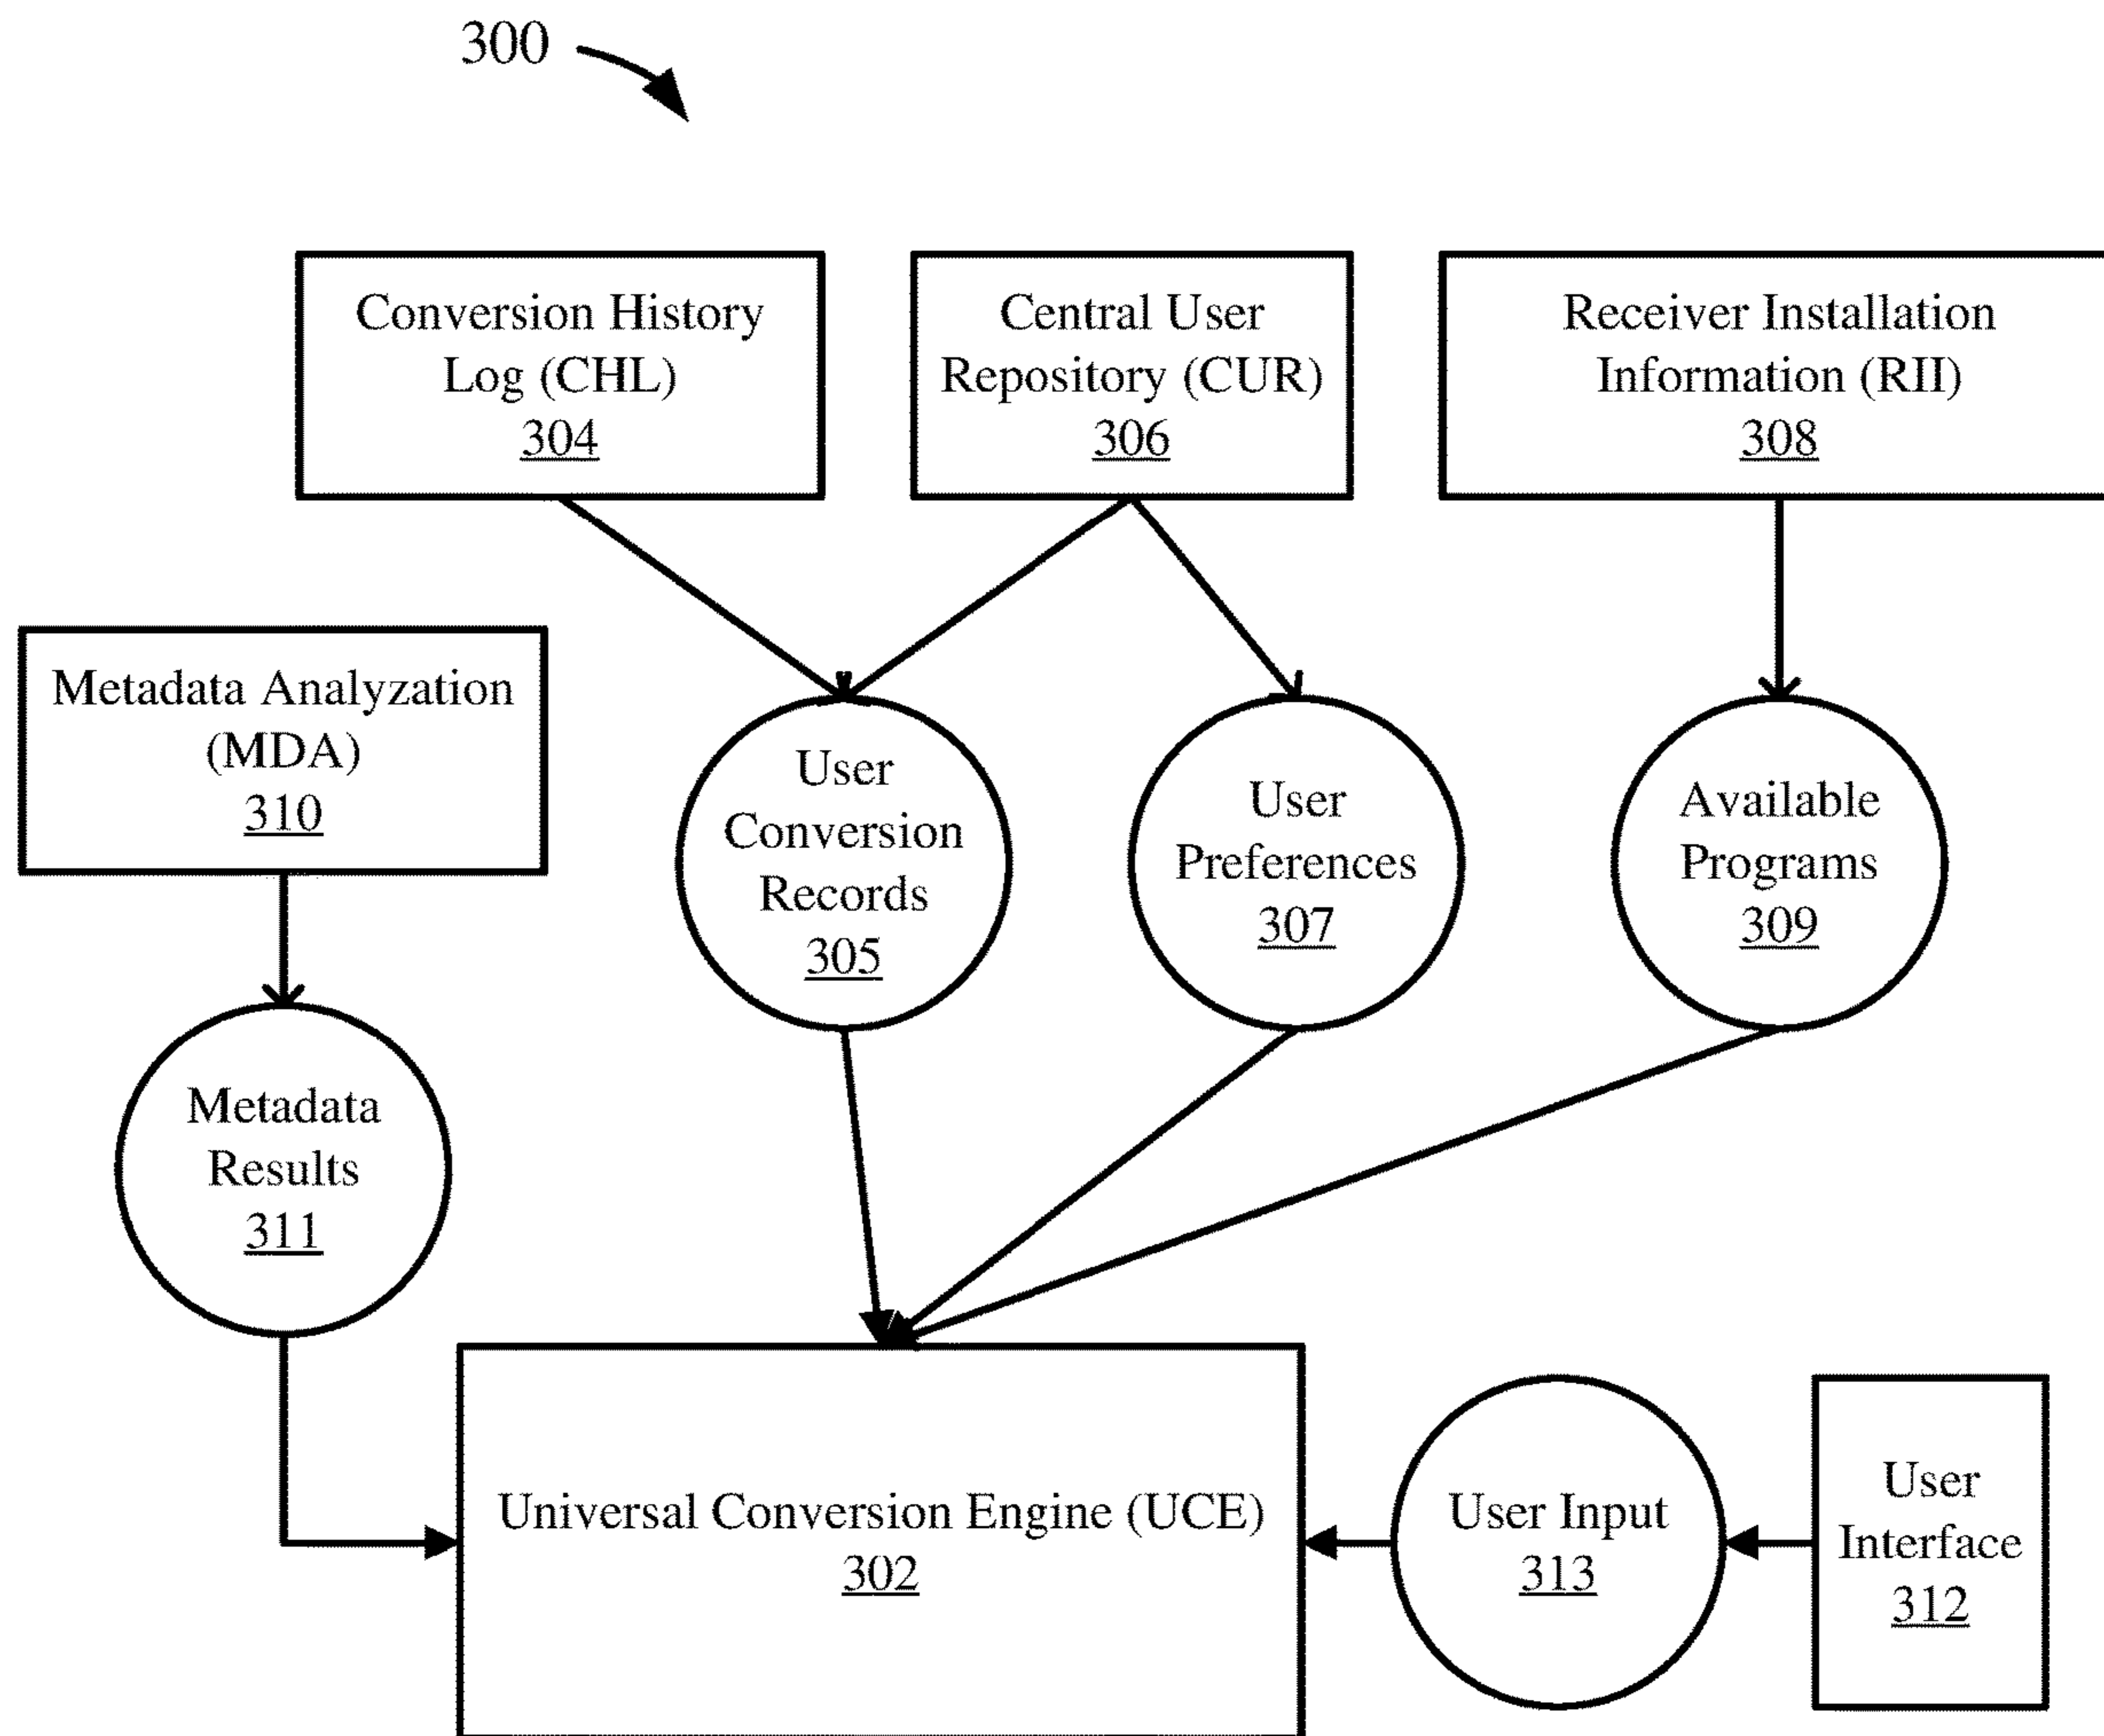 300
Conversion History
Log (CHL)
304
Central User
Repository (CUR)
306
Receiver Installation
Information (RII)
308
Metadata Analyzation
(MDA)
310
User
Conversion
Records
305
User
Preferences
307
Available
Programs
309
Metadata
Results
311
Universal Conversion Engine (UCE)
302
User Input
313
User
Interface
312